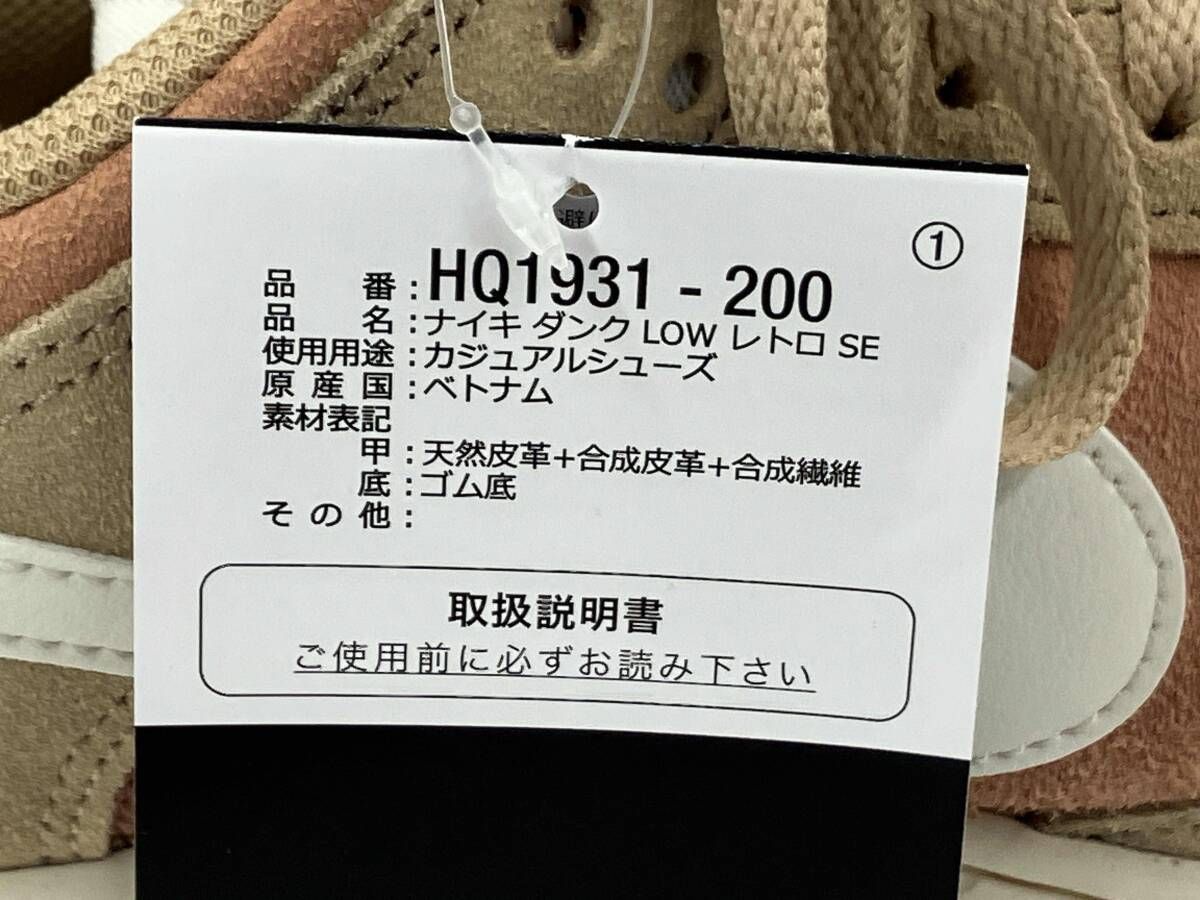 ①
品番:HQ1931-200
品名:ナイキ ダンク LOW レトロ SE
使用用途:カジュアルシューズ
原産国:ベトナム
素材表記
甲:天然皮革+合成皮革+合成繊維
底:ゴム底
その他:
取扱説明書
ご使用前に必ずお読み下さい